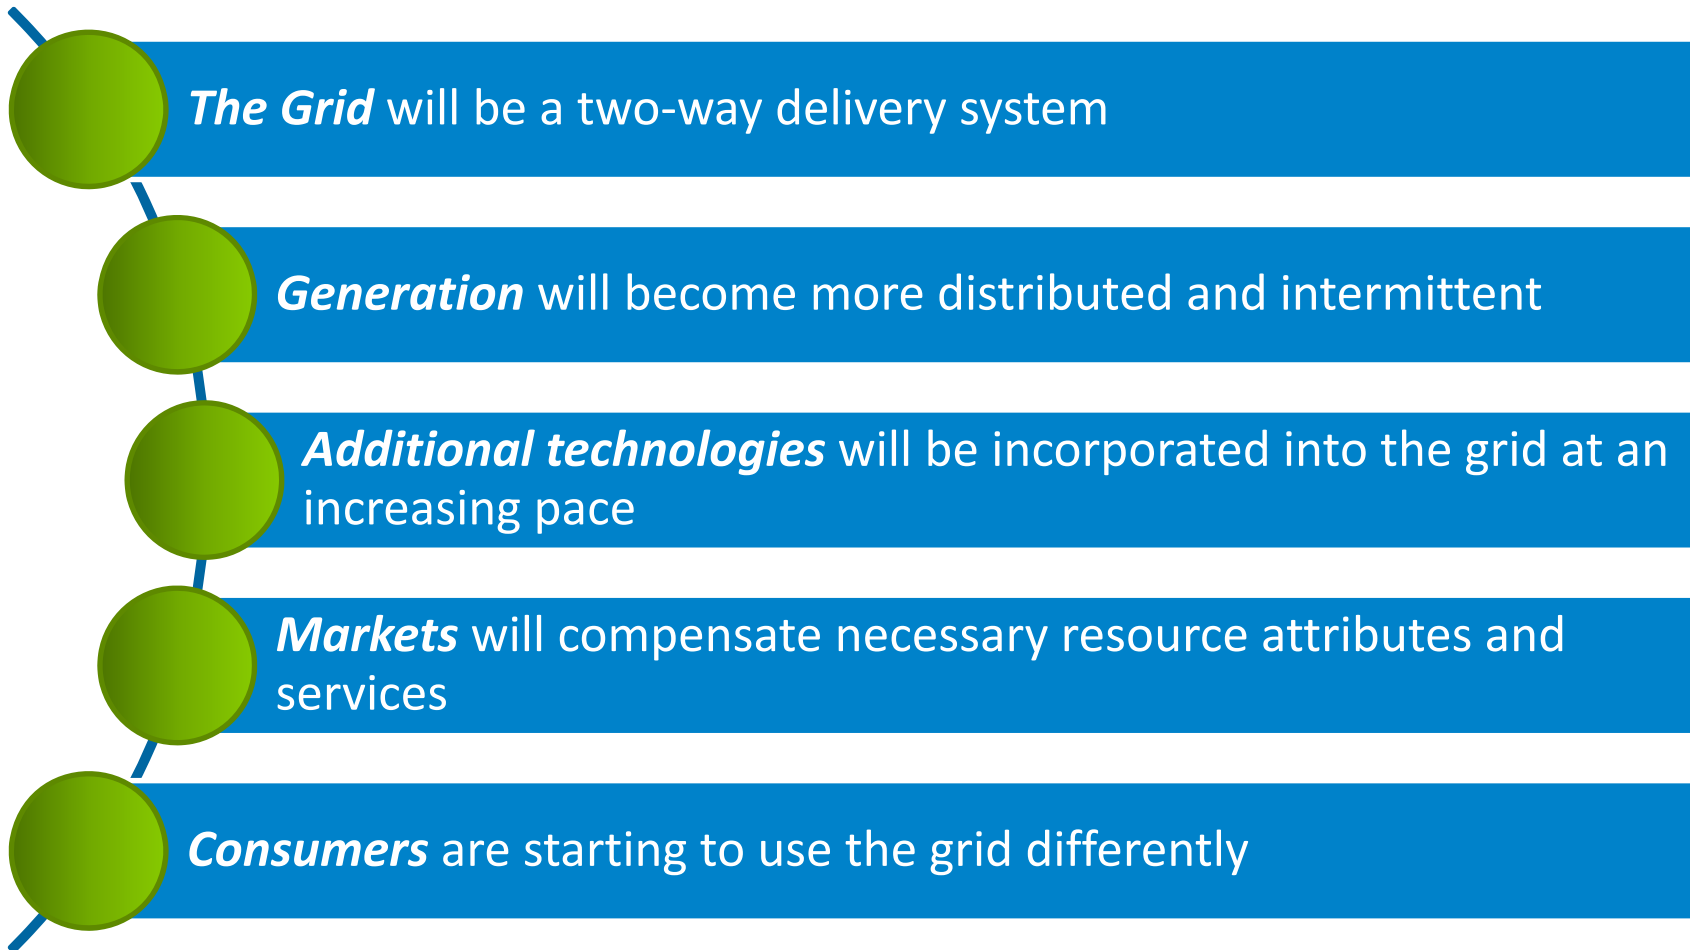 The Grid will be a two-way delivery system
Generation will become more distributed and intermittent
Additional technologies will be incorporated into the grid at an
increasing pace
Markets will compensate necessary resource attributes and
services
Consumers are starting to use the grid differently